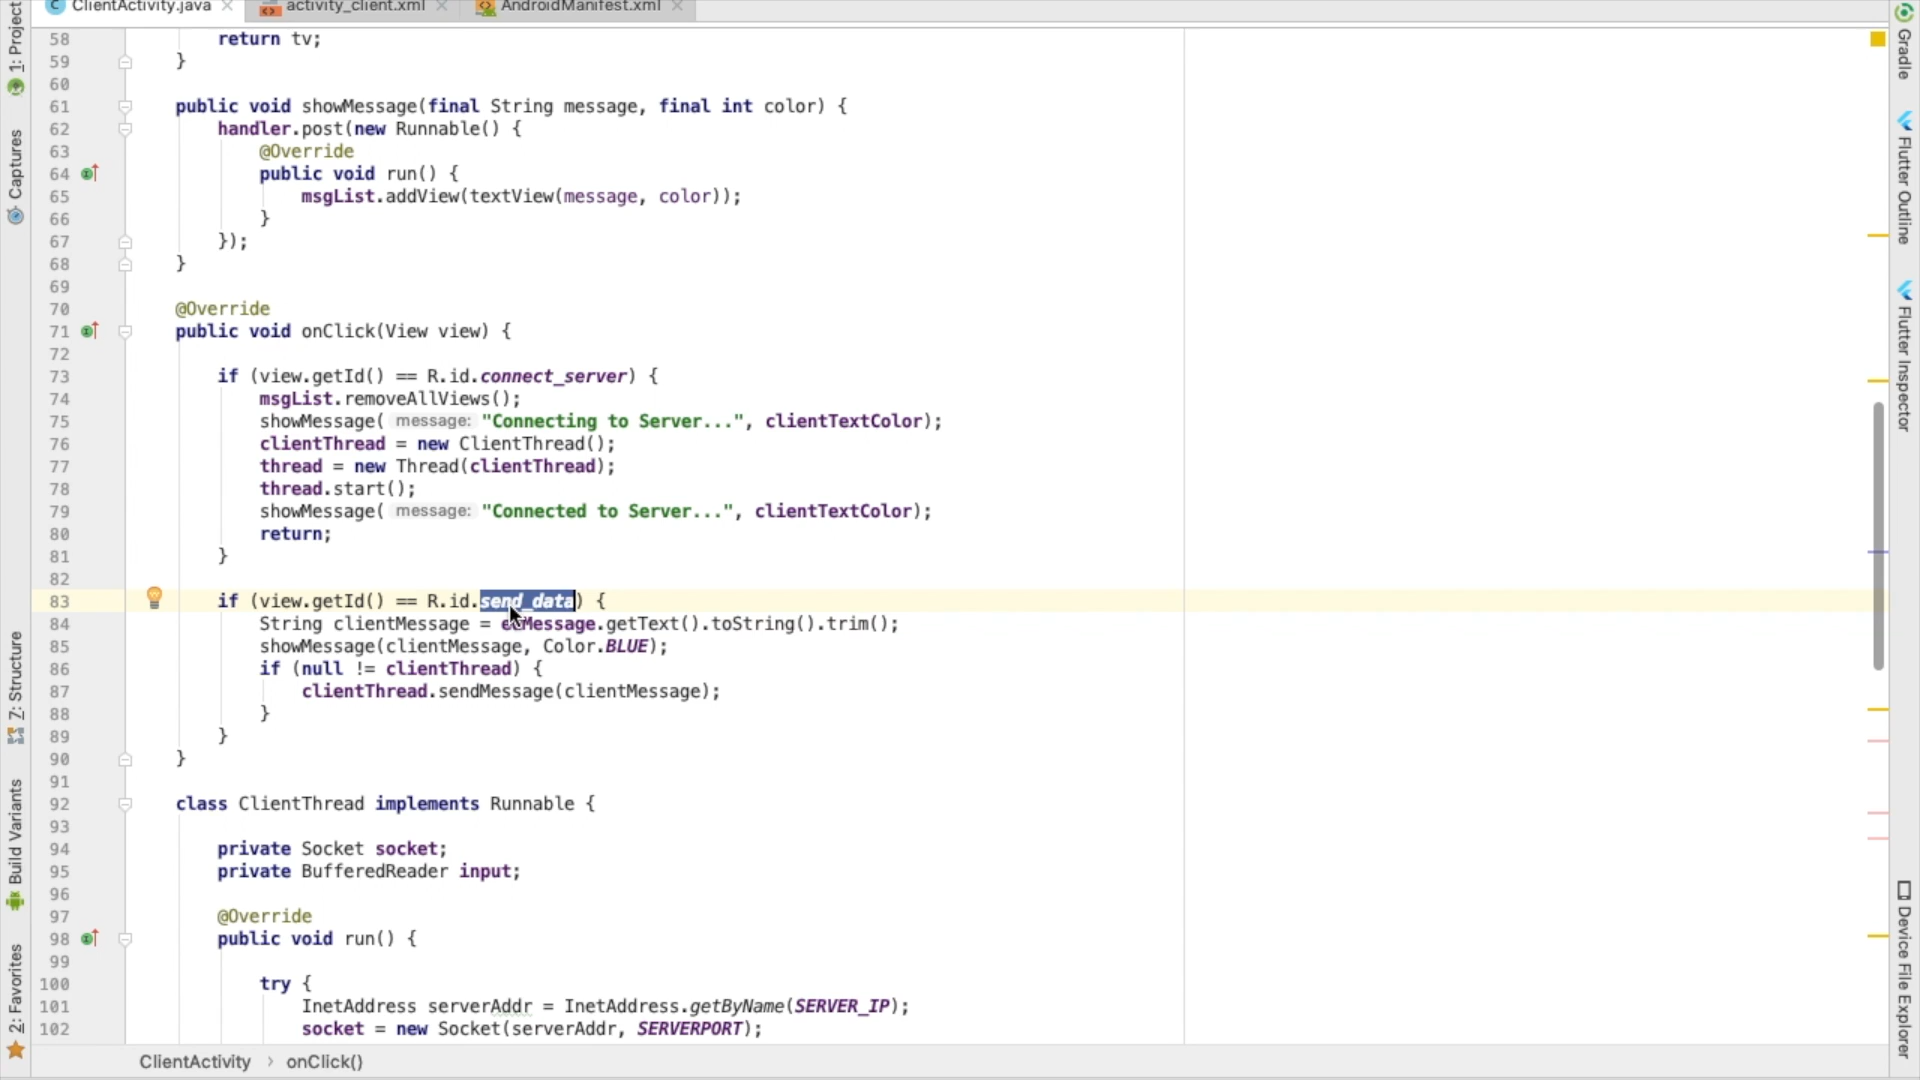 ClientActivity.java
activity_client.xml
AndroidManifest.xml
1: Project
Captures
Z: Structure
Build Variants
2: Favorites
58 return tv;
59 }
60
61 public void showMessage(final String message, final int color) {
62 handler.post(new Runnable() {
63 @Override
64 public void run() {
65 msgList.addView(textView(message, color));
66 }
67 });
68 }
69
70 @Override
71 public void onClick(View view) {
72
73 if (view.getId() == R.id.connect_server) {
74 msgList.removeAllViews();
75 showMessage( message: "Connecting to Server...", clientTextColor);
76 clientThread = new ClientThread();
77 thread = new Thread(clientThread);
78 thread.start();
79 showMessage( message: "Connected to Server...", clientTextColor);
80 return;
81 }
82
83 if (view.getId() == R.id.send_data) {
84 String clientMessage = edMessage.getText().toString().trim();
85 showMessage(clientMessage, Color.BLUE);
86 if (null != clientThread) {
87 clientThread.sendMessage(clientMessage);
88 }
89 }
90 }
91
92 class ClientThread implements Runnable {
93
94 private Socket socket;
95 private BufferedReader input;
96
97 @Override
98 public void run() {
99
100 try {
101 InetAddress serverAddr = InetAddress.getByName(SERVER_IP);
102 socket = new Socket(serverAddr, SERVERPORT);
ClientActivity › onClick()
Gradle
Flutter Outline
Flutter Inspector
Device File Explorer